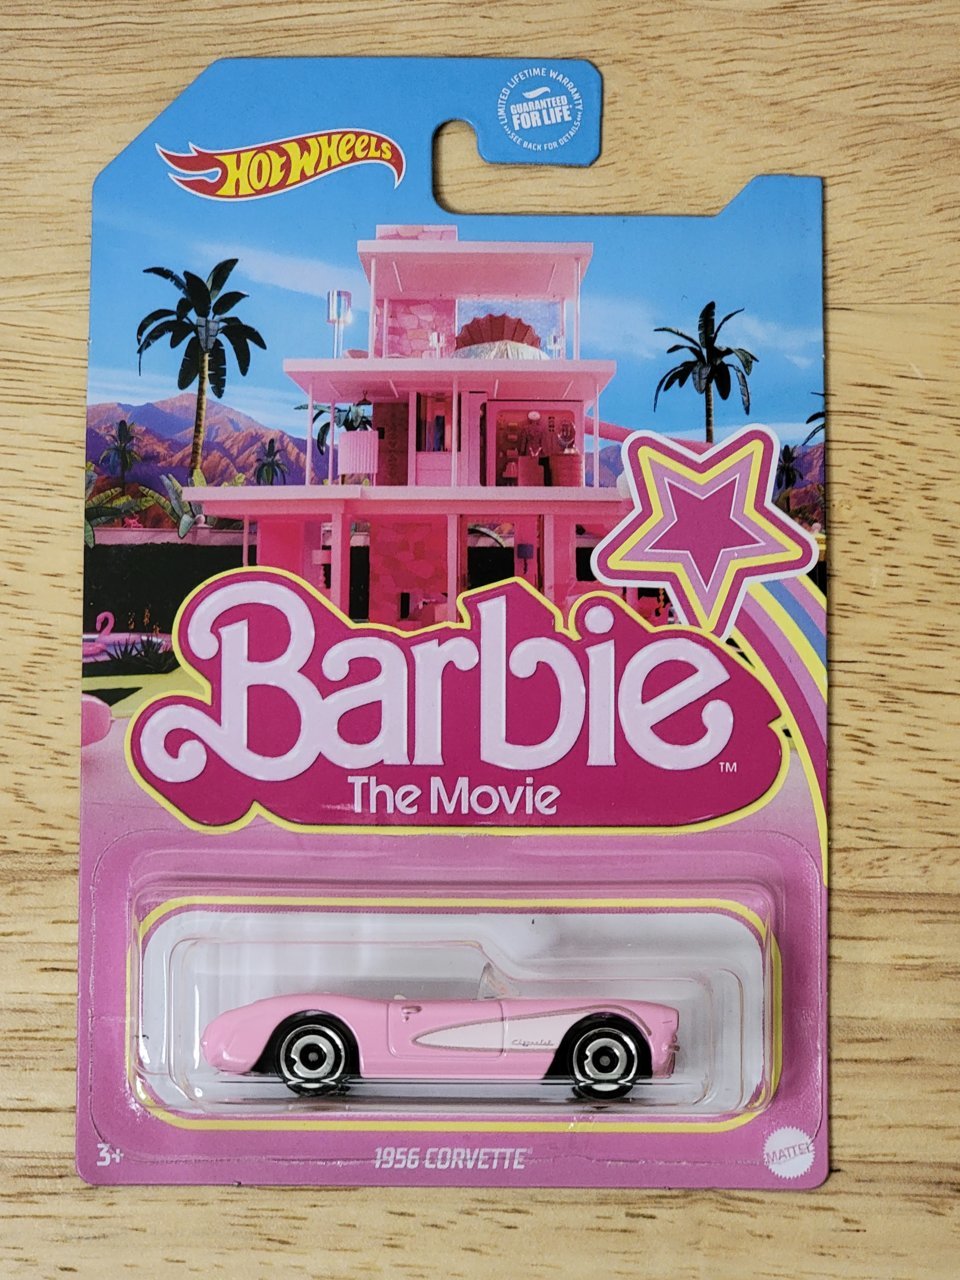 LIMITED LIFETIME WARRANTY
GUARANTEED
FOR LIFE
SEE BACK FOR DETAILS
HOT WHEELS
Barbie
TM
The Movie
Chevrolet
3+
1956 CORVETTE®
MATTEL